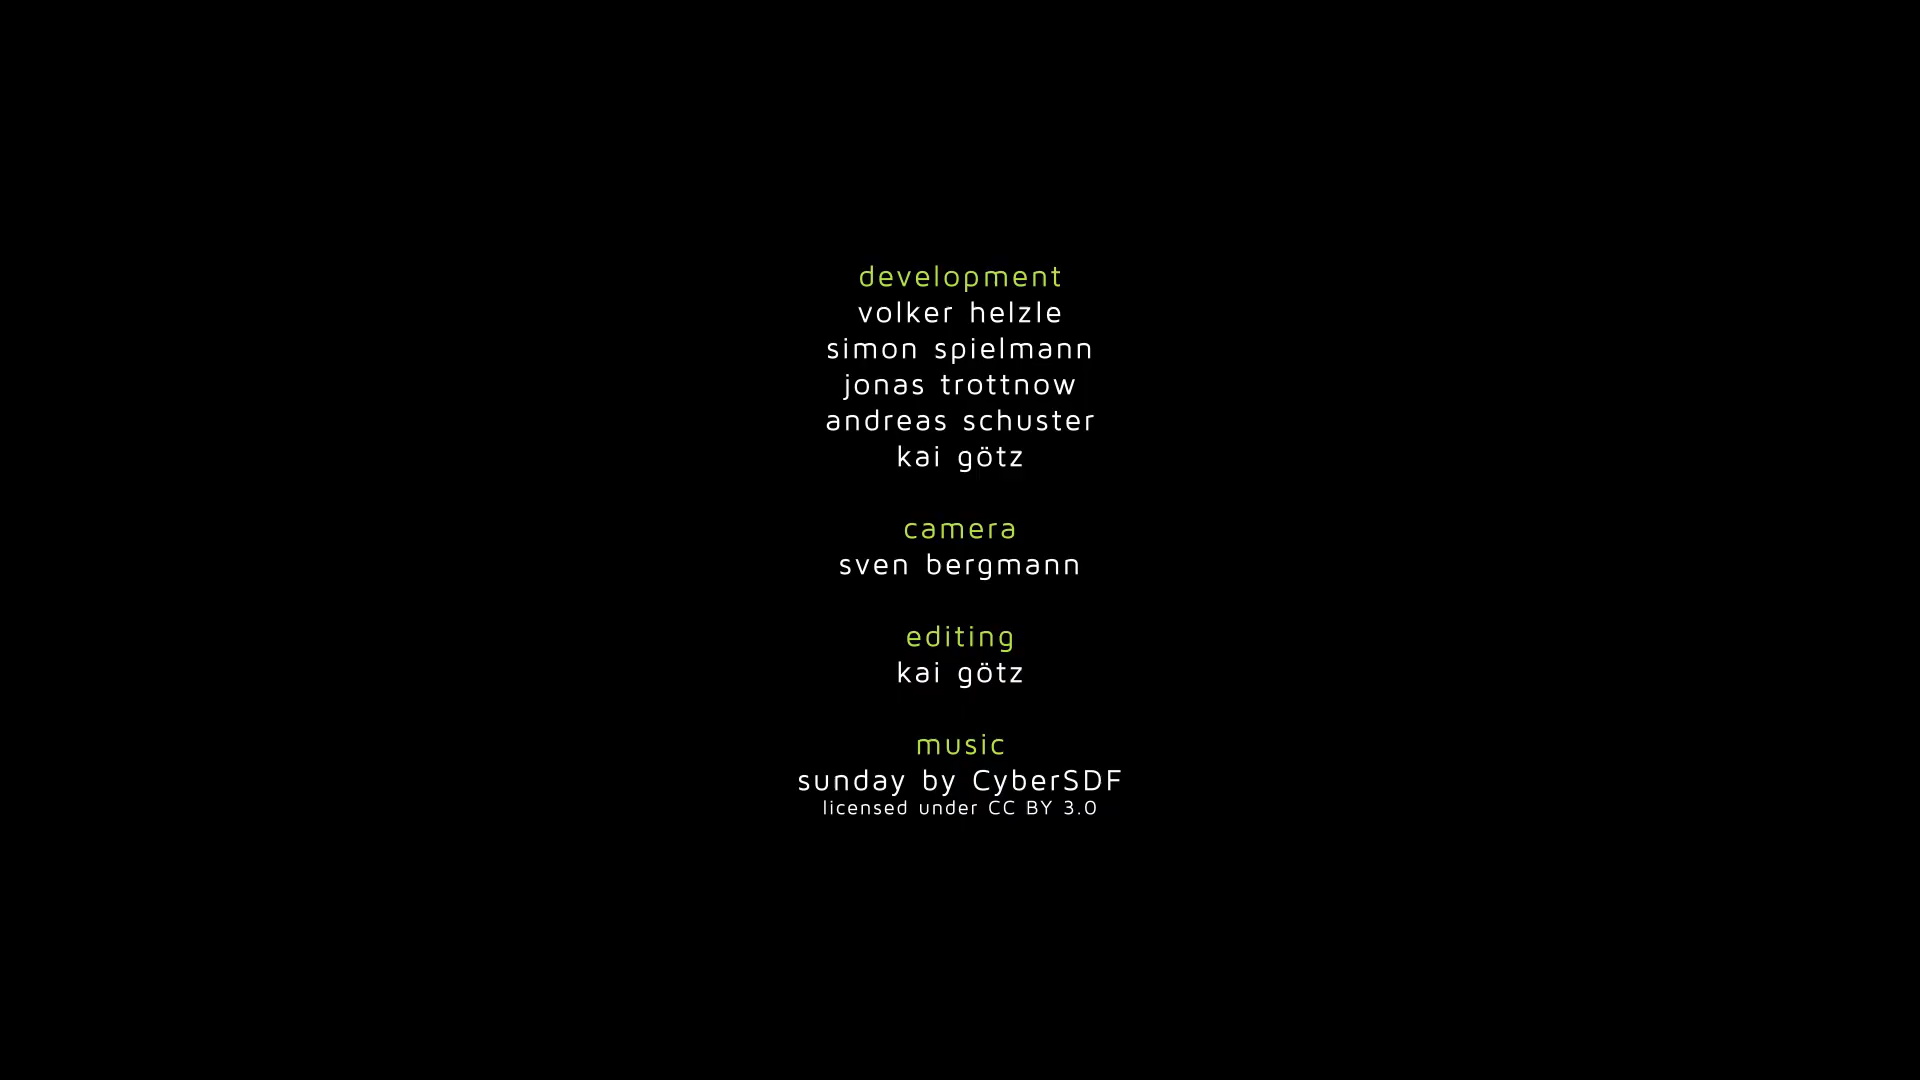 development
volker helzle
simon spielmann
jonas trottnow
andreas schuster
kai götz
camera
sven bergmann
editing
kai götz
music
sunday by CyberSDF
licensed under CC BY 3.0